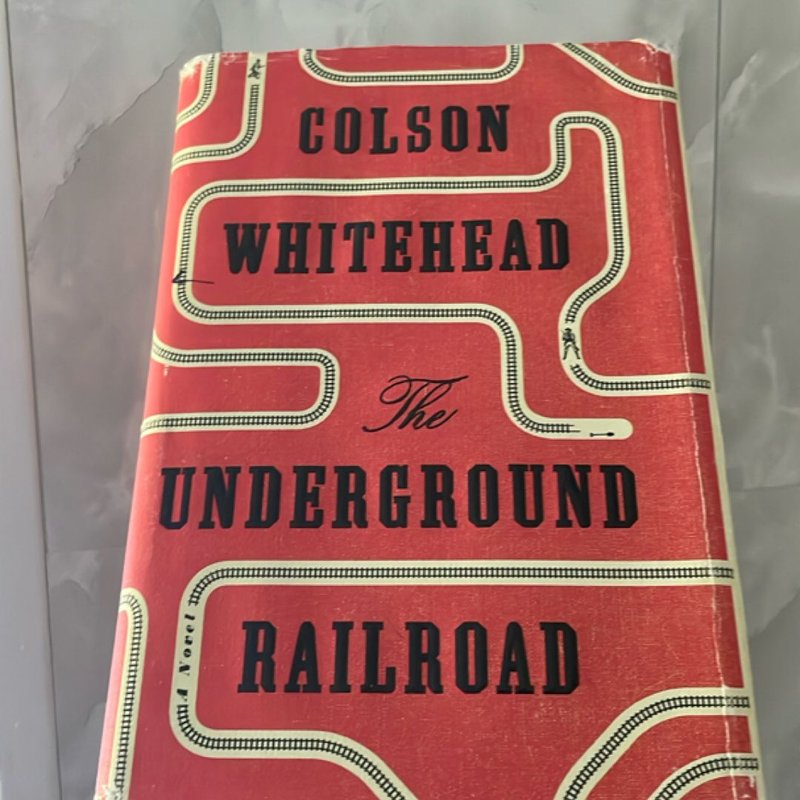 COLSON
WHITEHEAD
The
UNDERGROUND
RAILROAD
A Novel